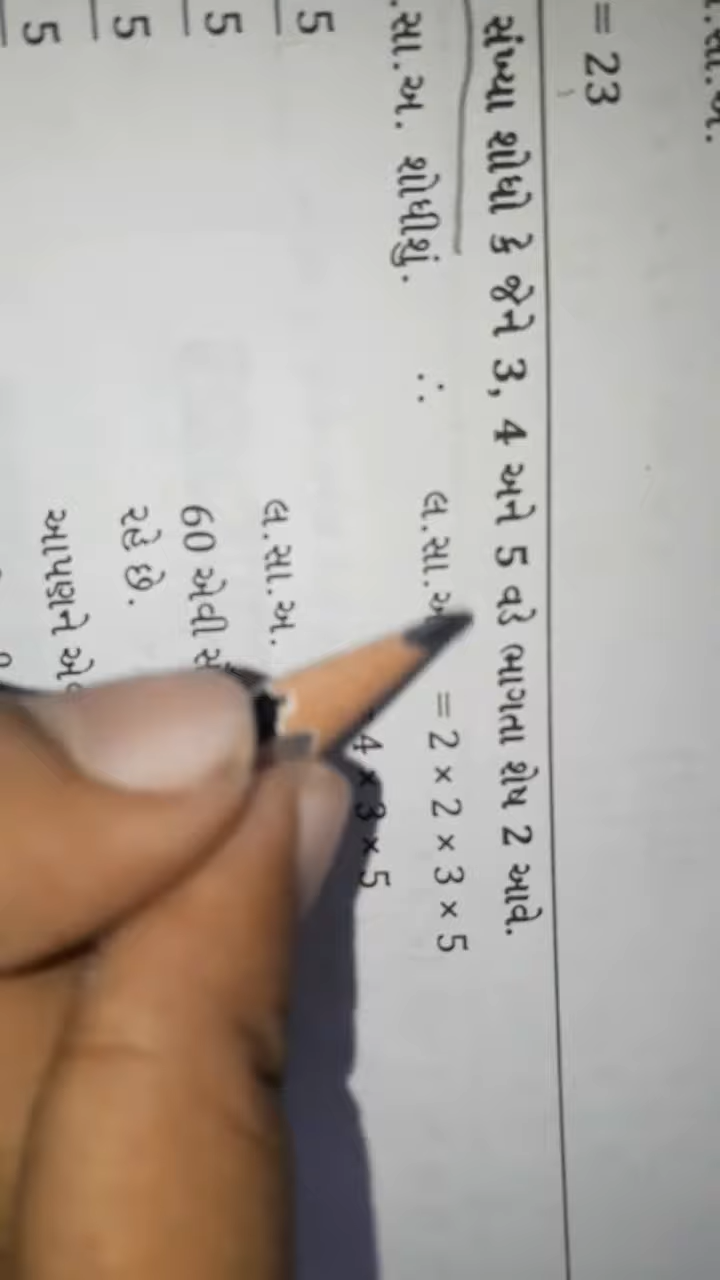 .સા.અ.
= 23
સંખ્યા શોધો કે જેને 3, 4 અને 5 વડે ભાગતા શેષ 2 આવે.
.સા.અ. શોધીશું. ∴ લ.સા.અ = 2 × 2 × 3 × 5
4 × 3 × 5
5 લ.સા.અ.
5 60 એવી
5 રહે છે.
5 આપણને